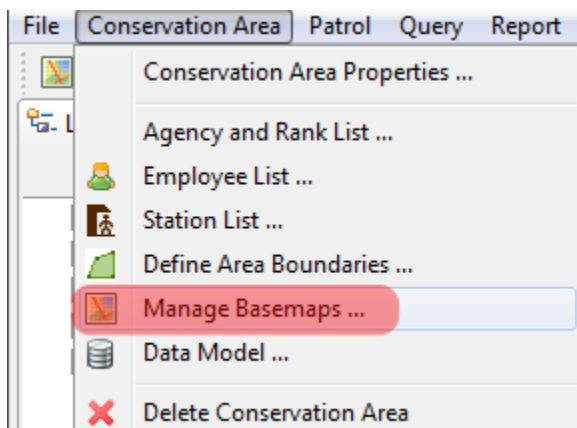 File Conservation Area Patrol Query Report
Conservation Area Properties ...
L
Agency and Rank List ...
Employee List ...
Station List ...
Define Area Boundaries ...
Manage Basemaps ...
Data Model ...
Delete Conservation Area